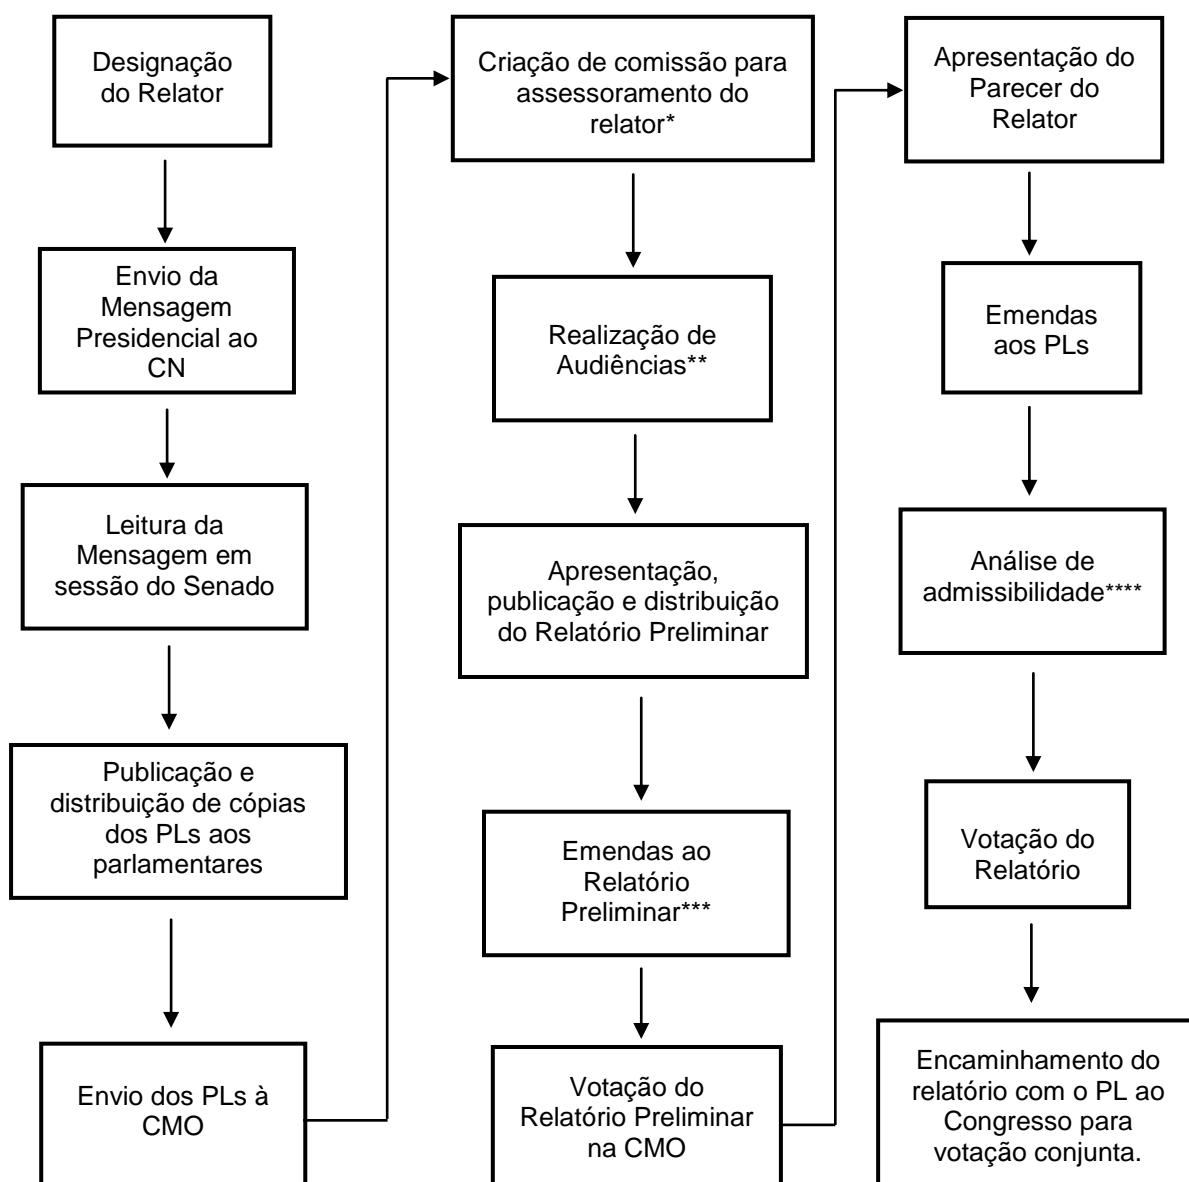 Designação
do Relator
Envio da
Mensagem
Presidencial ao
CN
Leitura da
Mensagem em
sessão do Senado
Publicação e
distribuição de cópias
dos PLs aos
parlamentares
Envio dos PLs à
CMO
Criação de comissão para
assessoramento do
relator*
Realização de
Audiências**
Apresentação,
publicação e distribuição
do Relatório Preliminar
Emendas ao
Relatório
Preliminar***
Votação do
Relatório Preliminar
na CMO
Apresentação do
Parecer do
Relator
Emendas
aos PLs
Análise de
admissibilidade****
Votação do
Relatório
Encaminhamento do
relatório com o PL ao
Congresso para
votação conjunta.